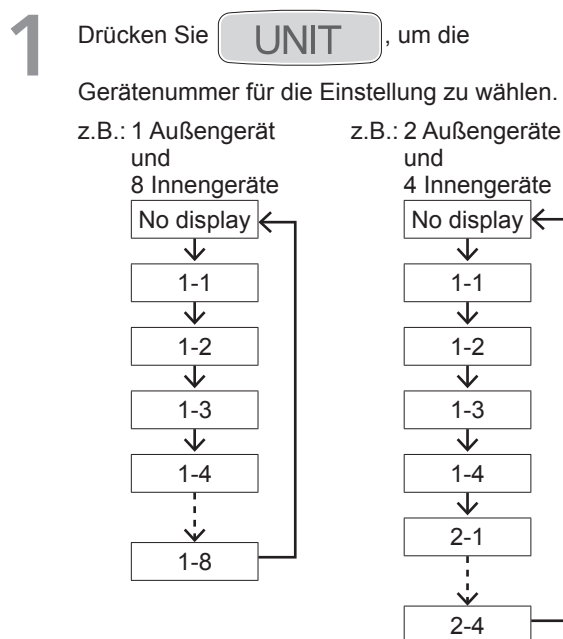 1
Drücken Sie UNIT, um die
Gerätenummer für die Einstellung zu wählen.
z.B.: 1 Außengerät
und
8 Innengeräte
No display
1-1
1-2
1-3
1-4
1-8
z.B.: 2 Außengeräte
und
4 Innengeräte
No display
1-1
1-2
1-3
1-4
2-1
2-4